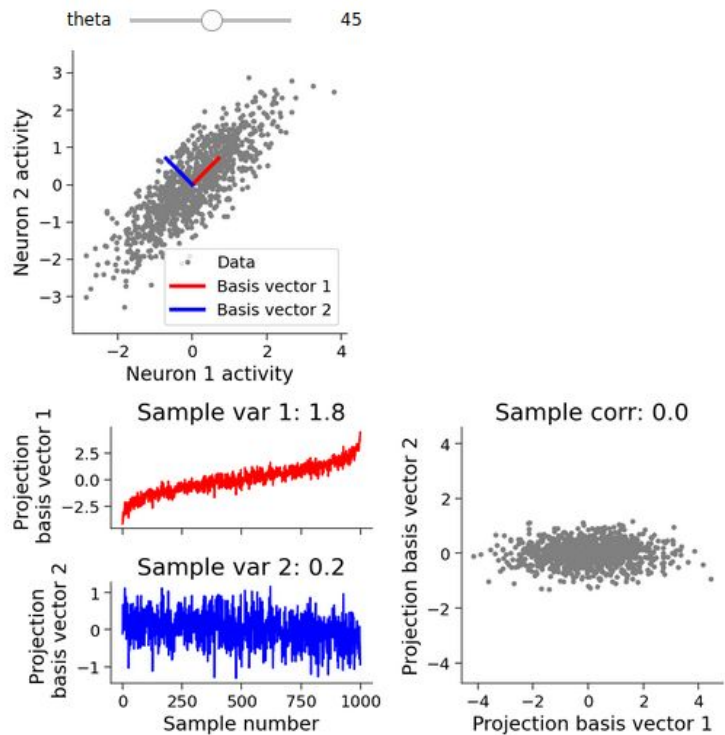 theta 45
3
2
1
0
−1
−2
−3
Neuron 2 activity
Data
Basis vector 1
Basis vector 2
−2 0 2 4
Neuron 1 activity
Sample var 1: 1.8
2.5
0.0
−2.5
Projection
basis vector 1
Sample var 2: 0.2
1
0
−1
Projection
basis vector 2
0 250 500 750 1000
Sample number
Sample corr: 0.0
4
2
0
−2
−4
Projection basis vector 2
−4 −2 0 2 4
Projection basis vector 1